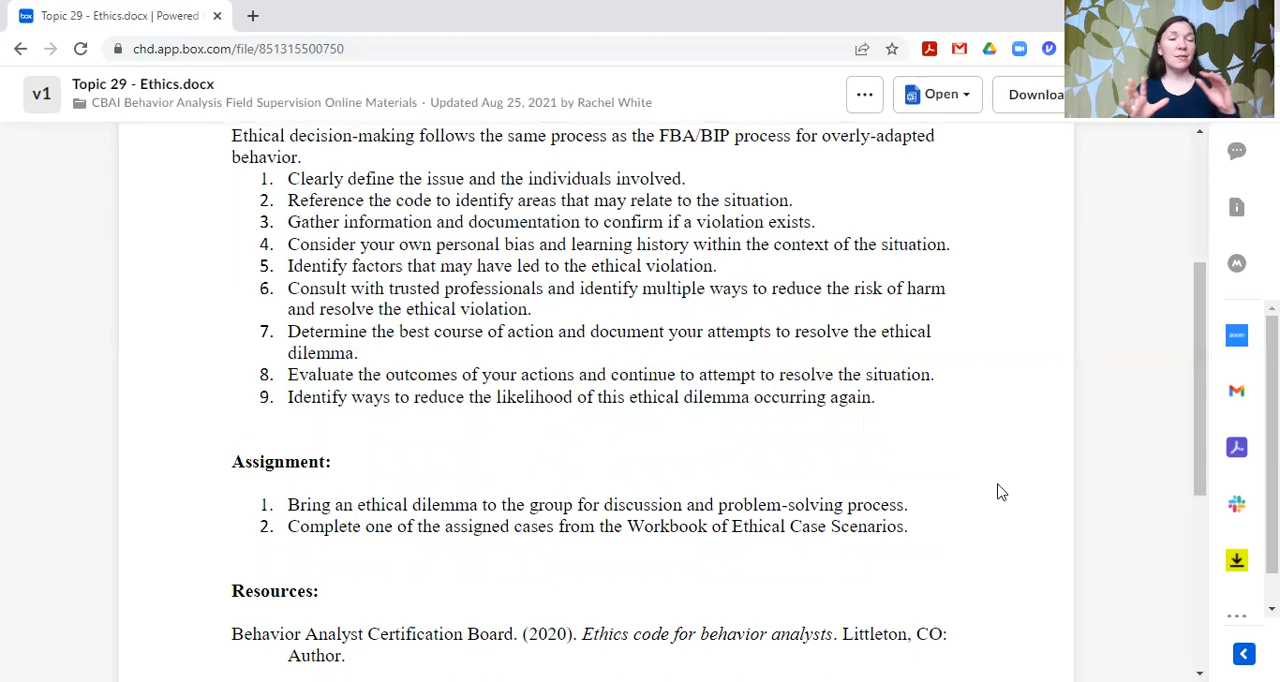 Topic 29 - Ethics.docx | Powered
chd.app.box.com/file/851315500750
v1
Topic 29 - Ethics.docx
CBAI Behavior Analysis Field Supervision Online Materials · Updated Aug 25, 2021 by Rachel White
Open
Downloa
Ethical decision-making follows the same process as the FBA/BIP process for overly-adapted
behavior.
1. Clearly define the issue and the individuals involved.
2. Reference the code to identify areas that may relate to the situation.
3. Gather information and documentation to confirm if a violation exists.
4. Consider your own personal bias and learning history within the context of the situation.
5. Identify factors that may have led to the ethical violation.
6. Consult with trusted professionals and identify multiple ways to reduce the risk of harm
and resolve the ethical violation.
7. Determine the best course of action and document your attempts to resolve the ethical
dilemma.
8. Evaluate the outcomes of your actions and continue to attempt to resolve the situation.
9. Identify ways to reduce the likelihood of this ethical dilemma occurring again.
Assignment:
1. Bring an ethical dilemma to the group for discussion and problem-solving process.
2. Complete one of the assigned cases from the Workbook of Ethical Case Scenarios.
Resources:
Behavior Analyst Certification Board. (2020). Ethics code for behavior analysts. Littleton, CO:
Author.